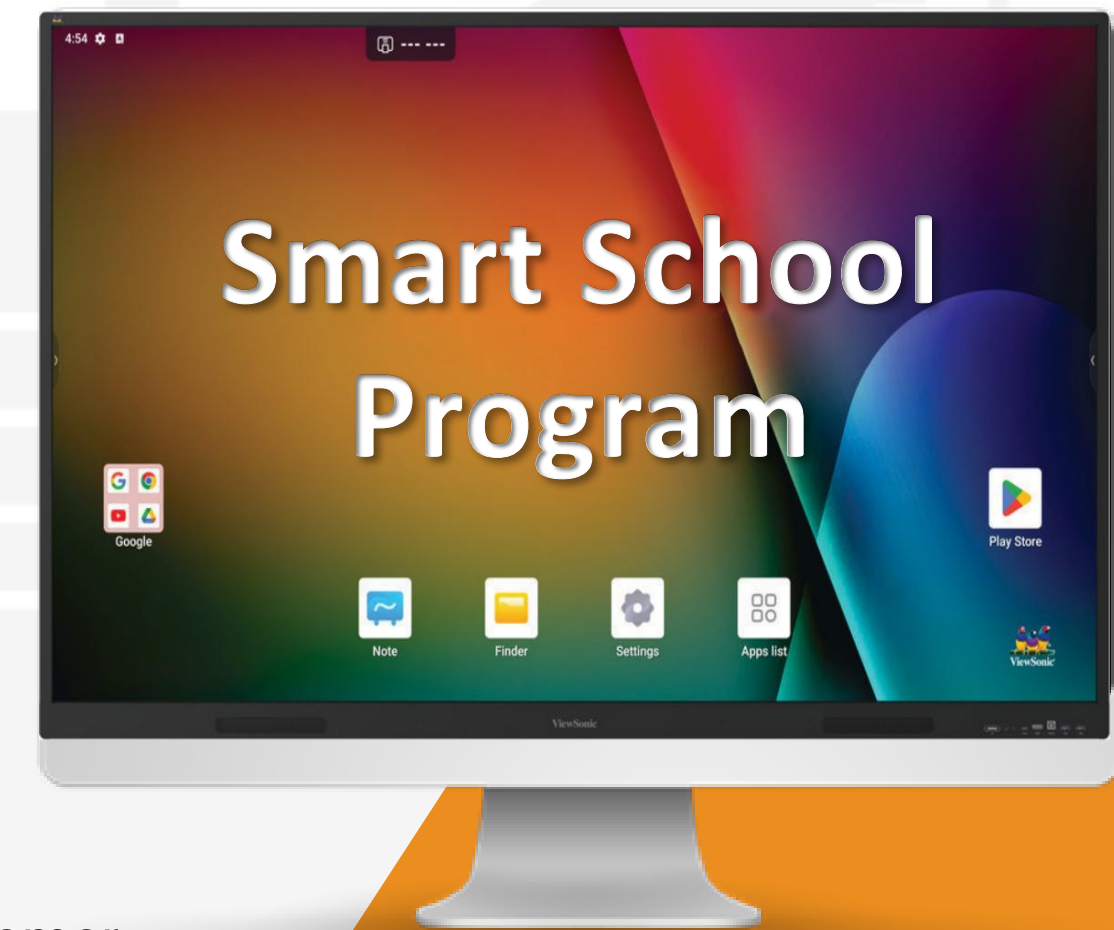 4:54
--- ---
Smart School
Program
Google
Play Store
Note
Finder
Settings
Apps list
ViewSonic
ViewSonic